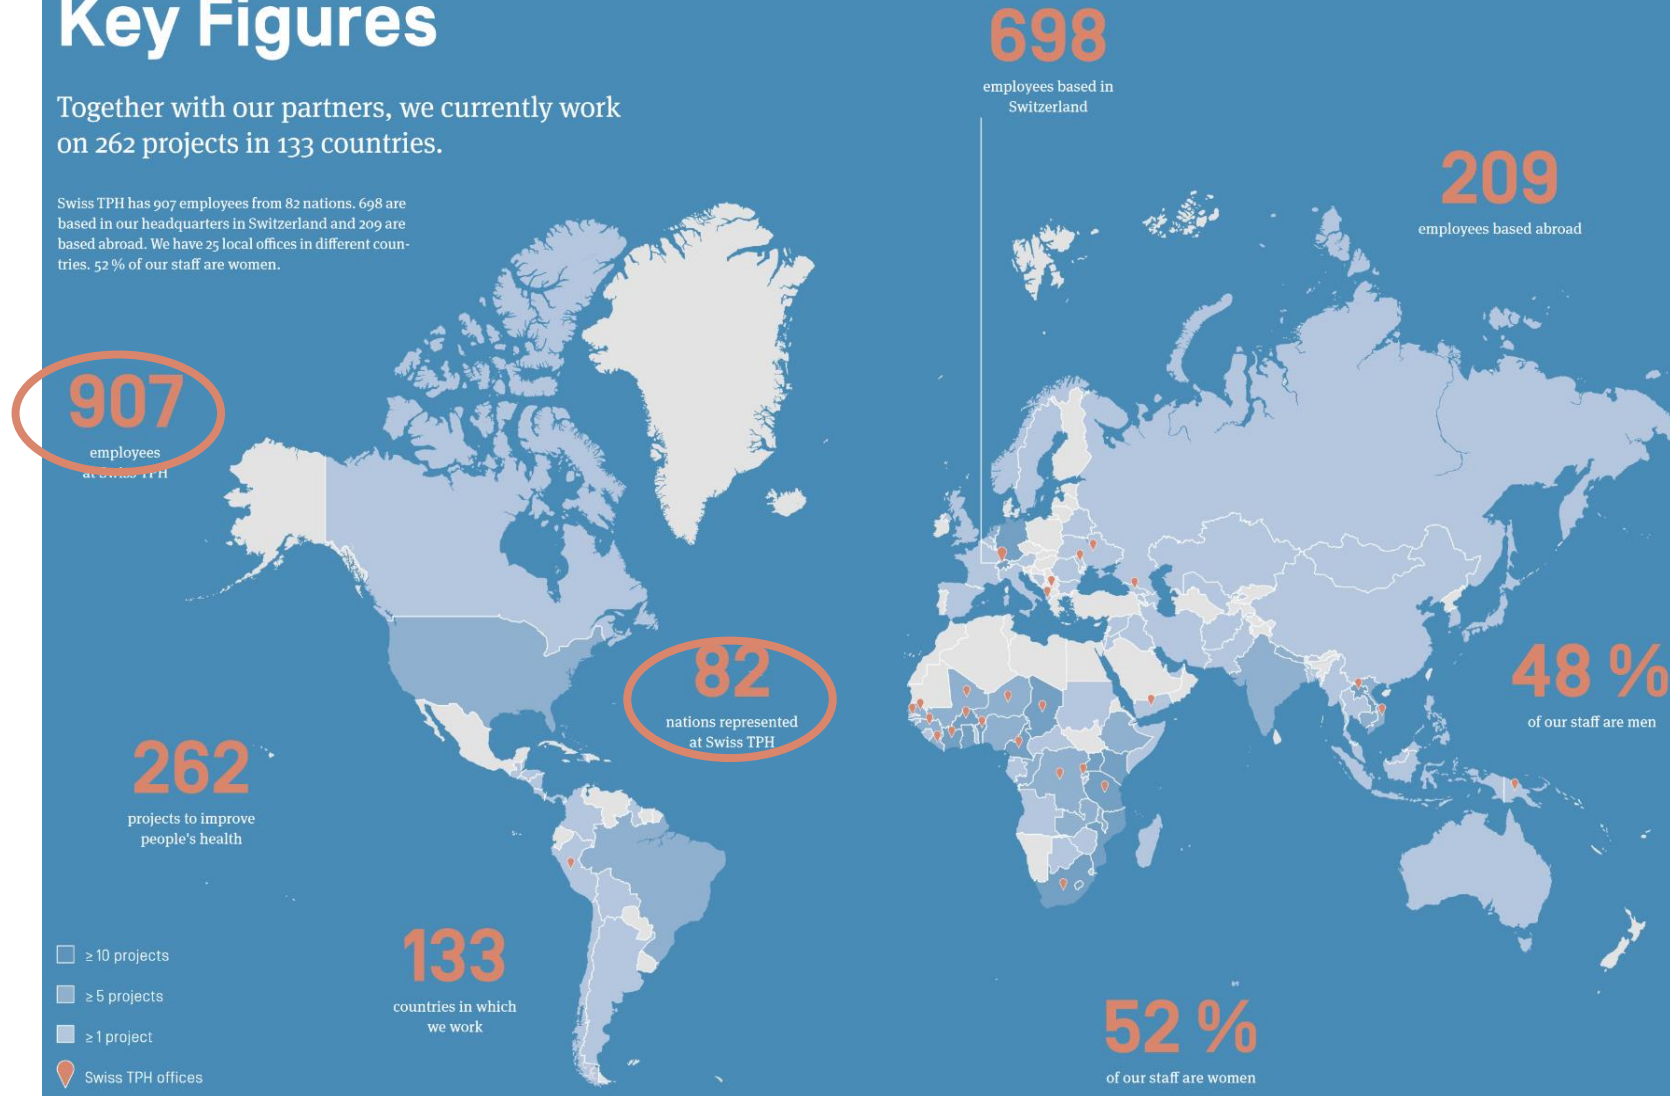 Key Figures
Together with our partners, we currently work
on 262 projects in 133 countries.
Swiss TPH has 907 employees from 82 nations. 698 are
based in our headquarters in Switzerland and 209 are
based abroad. We have 25 local offices in different coun-
tries. 52 % of our staff are women.
698
employees based in
Switzerland
209
employees based abroad
907
employees
at Swiss TPH
82
nations represented
at Swiss TPH
48 %
of our staff are men
262
projects to improve
people's health
133
countries in which
we work
52 %
of our staff are women
≥ 10 projects
≥ 5 projects
≥ 1 project
Swiss TPH offices